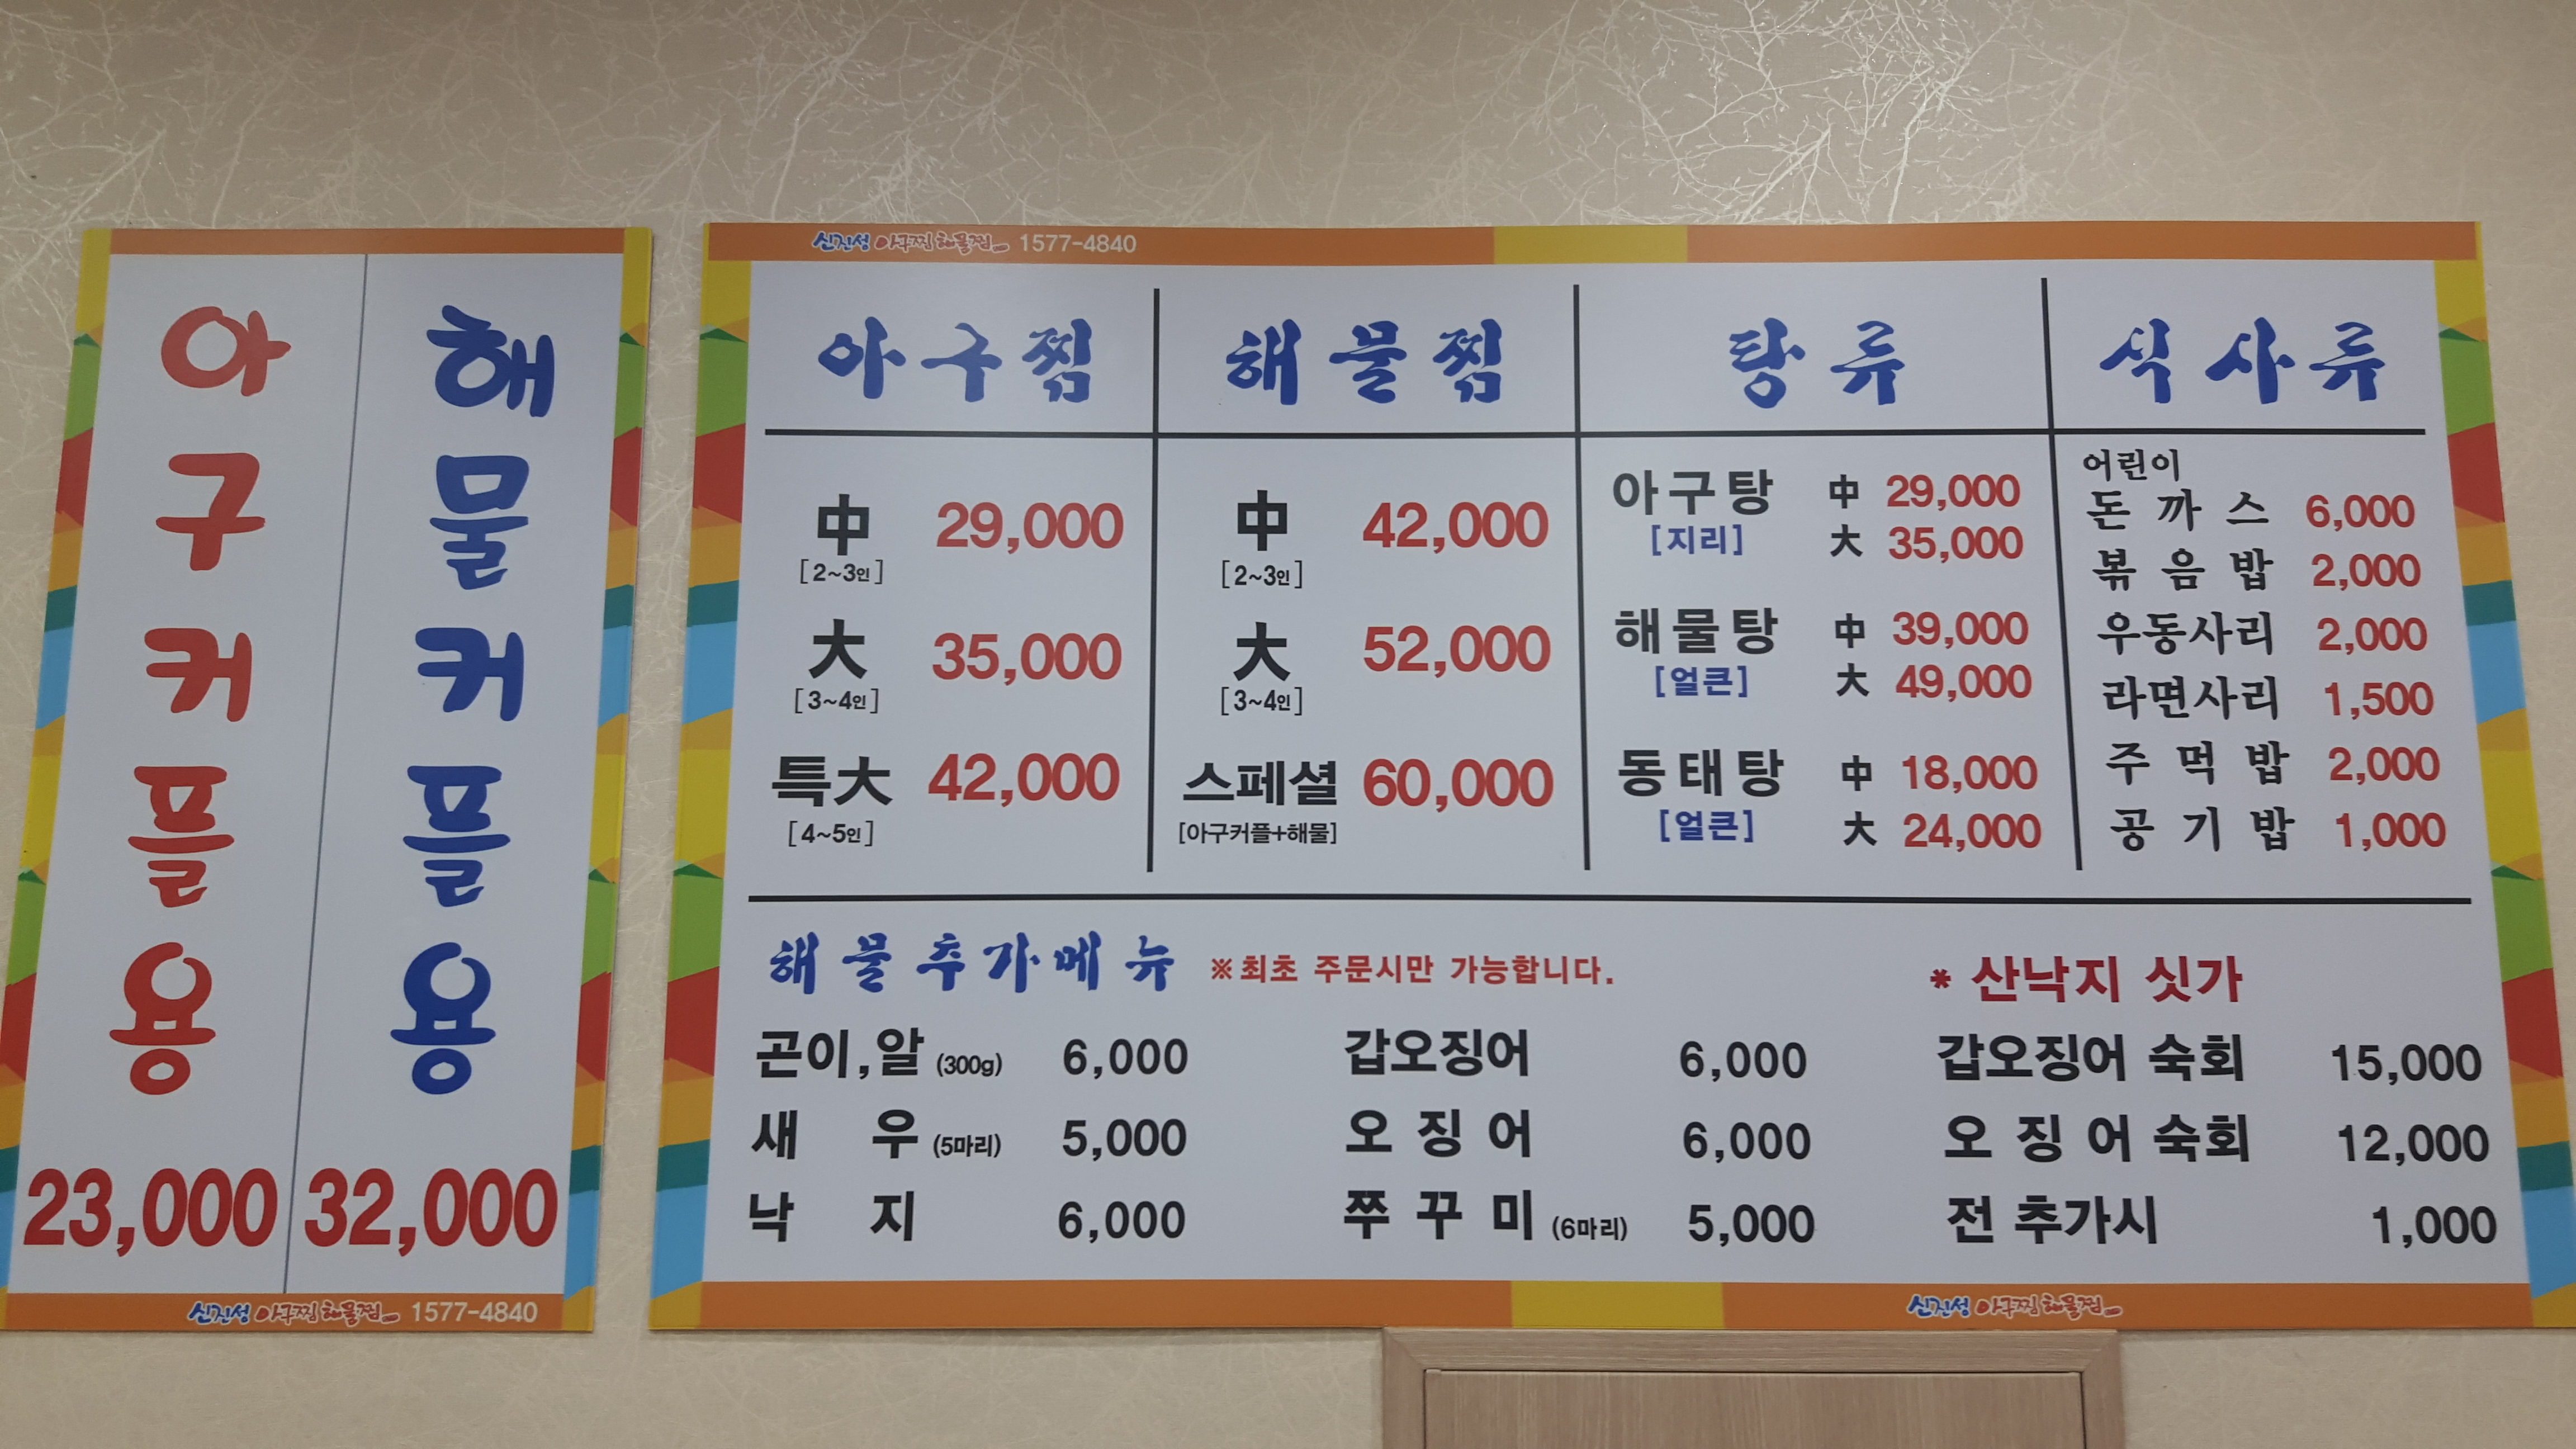 아구커플용
23,000
해물커플용
32,000
신진성 아구찜 해물찜 1577-4840
신진성 아구찜 해물찜 1577-4840
아구찜
中 29,000
[2~3인]
大 35,000
[3~4인]
특大 42,000
[4~5인]
해물찜
中 42,000
[2~3인]
大 52,000
[3~4인]
스페셜 60,000
[아구커플+해물]
탕류
아구탕 中 29,000
[지리] 大 35,000
해물탕 中 39,000
[얼큰] 大 49,000
동태탕 中 18,000
[얼큰] 大 24,000
식사류
어린이
돈까스 6,000
볶음밥 2,000
우동사리 2,000
라면사리 1,500
주먹밥 2,000
공기밥 1,000
해물추가메뉴 ※최초 주문시만 가능합니다.
곤이,알 (300g) 6,000
새우 (5마리) 5,000
낙지 6,000
갑오징어 6,000
오징어 6,000
쭈꾸미 (6마리) 5,000
* 산낙지 싯가
갑오징어 숙회 15,000
오징어숙회 12,000
전 추가시 1,000
신진성 아구찜 해물찜